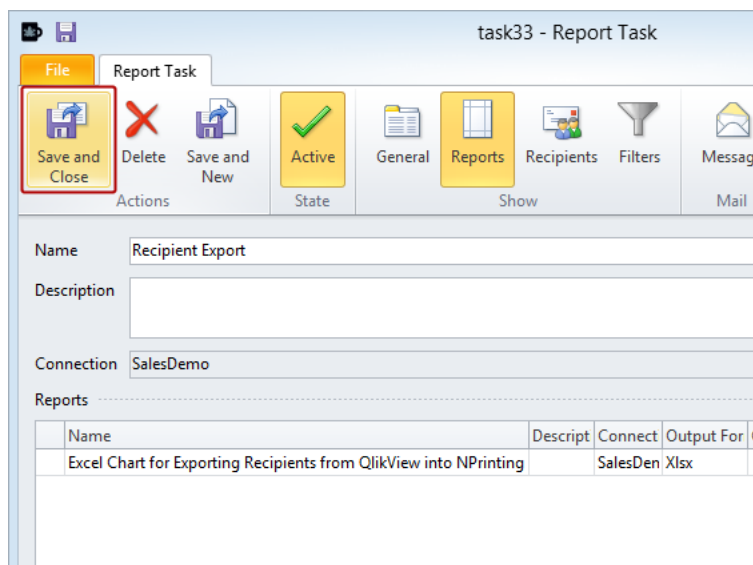 task33 - Report Task
File Report Task
Save and Close Delete Save and New Active General Reports Recipients Filters
Actions State Show Mail
Name Recipient Export
Description
Connection SalesDemo
Reports
Name Descript Connect Output For
Excel Chart for Exporting Recipients from QlikView into NPrinting SalesDen Xlsx